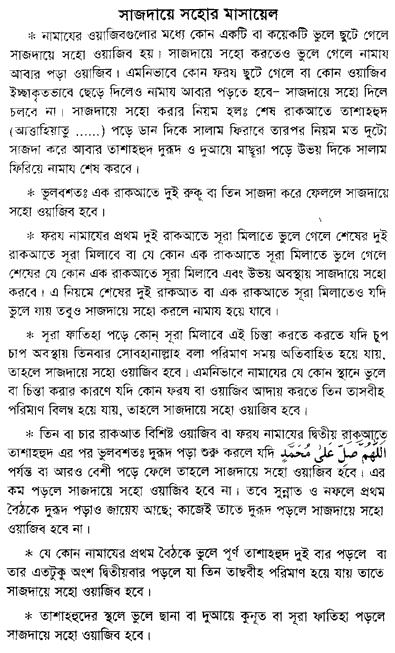 সাজদায়ে সহোর মাসায়েল
* নামাযের ওয়াজিবগুলোর মধ্যে কোন একটি বা কয়েকটি ভুলে ছুটে গেলে
সাজদায়ে সহো ওয়াজিব হয়। সাজদায়ে সহো করতেও ভুলে গেলে নামায
আবার পড়া ওয়াজিব। এমনিভাবে কোন ফরয ছুটে গেলে বা কোন ওয়াজিব
ইচ্ছাকৃতভাবে ছেড়ে দিলেও নামায আবার পড়তে হবে– সাজদায়ে সহো দিলে
চলবে না। সাজদায়ে সহো করার নিয়ম হলঃ শেষ রাকআতে তাশাহহুদ
(আত্তাহিয়াতু ......) পড়ে ডান দিকে সালাম ফিরাবে তারপর নিয়ম মত দুটো
সাজদা করে আবার তাশাহহুদ দুরূদ ও দুআয়ে মাছূরা পড়ে উভয় দিকে সালাম
ফিরিয়ে নামায শেষ করবে।
* ভুলবশতঃ এক রাকআতে দুই রুকূ বা তিন সাজদা করে ফেললে সাজদায়ে
সহো ওয়াজিব হবে।
* ফরয নামাযের প্রথম দুই রাকআতে সূরা মিলাতে ভুলে গেলে শেষের দুই
রাকআতে সূরা মিলাবে বা যে কোন এক রাকআতে সূরা মিলাতে ভুলে গেলে
শেষের যে কোন এক রাকআতে সূরা মিলাবে এবং উভয় অবস্থায় সাজদায়ে সহো
করবে। এ নিয়মে শেষের দুই রাকআত বা এক রাকআতে সূরা মিলাতেও যদি
ভুলে যায় তবুও সাজদায়ে সহো করলে নামায হয়ে যাবে।
* সূরা ফাতিহা পড়ে কোন্ সূরা মিলাবে এই চিন্তা করতে করতে যদি চুপ
চাপ অবস্থায় তিনবার সোবহানাল্লাহ বলা পরিমাণ সময় অতিবাহিত হয়ে যায়,
তাহলে সাজদায়ে সহো ওয়াজিব হবে। এমনিভাবে নামাযের যে কোন স্থানে ভুলে
বা চিন্তা করার কারণে যদি কোন ফরয বা ওয়াজিব আদায় করতে তিন তাসবীহ
পরিমাণ বিলম্ব হয়ে যায়, তাহলে সাজদায়ে সহো ওয়াজিব হবে।
* তিন বা চার রাকআত বিশিষ্ট ওয়াজিব বা ফরয নামাযের দ্বিতীয় রাকআতে
তাশাহহুদ এর পর ভুলবশতঃ দুরূদ পড়া শুরু করলে যদি اَللّٰهُمَّ صَلِّ عَلٰى مُحَمَّدٍ
পর্যন্ত বা আরও বেশী পড়ে ফেলে তাহলে সাজদায়ে সহো ওয়াজিব হবে। এর
কম পড়লে সাজদায়ে সহো ওয়াজিব হবে না। তবে সুন্নাত ও নফলে প্রথম
বৈঠকে দুরূদ পড়াও জায়েয আছে; কাজেই তাতে দুরূদ পড়লে সাজদায়ে সহো
ওয়াজিব হবে না।
* যে কোন নামাযের প্রথম বৈঠকে ভুলে পূর্ণ তাশাহহুদ দুই বার পড়লে বা
তার এতটুকু অংশ দ্বিতীয়বার পড়লে যা তিন তাছবীহ পরিমাণ হয়ে যায় তাতে
সাজদায়ে সহো ওয়াজিব হবে।
* তাশাহহুদের স্থলে ভুলে ছানা বা দুআয়ে কুনূত বা সূরা ফাতিহা পড়লে
সাজদায়ে সহো ওয়াজিব হবে।